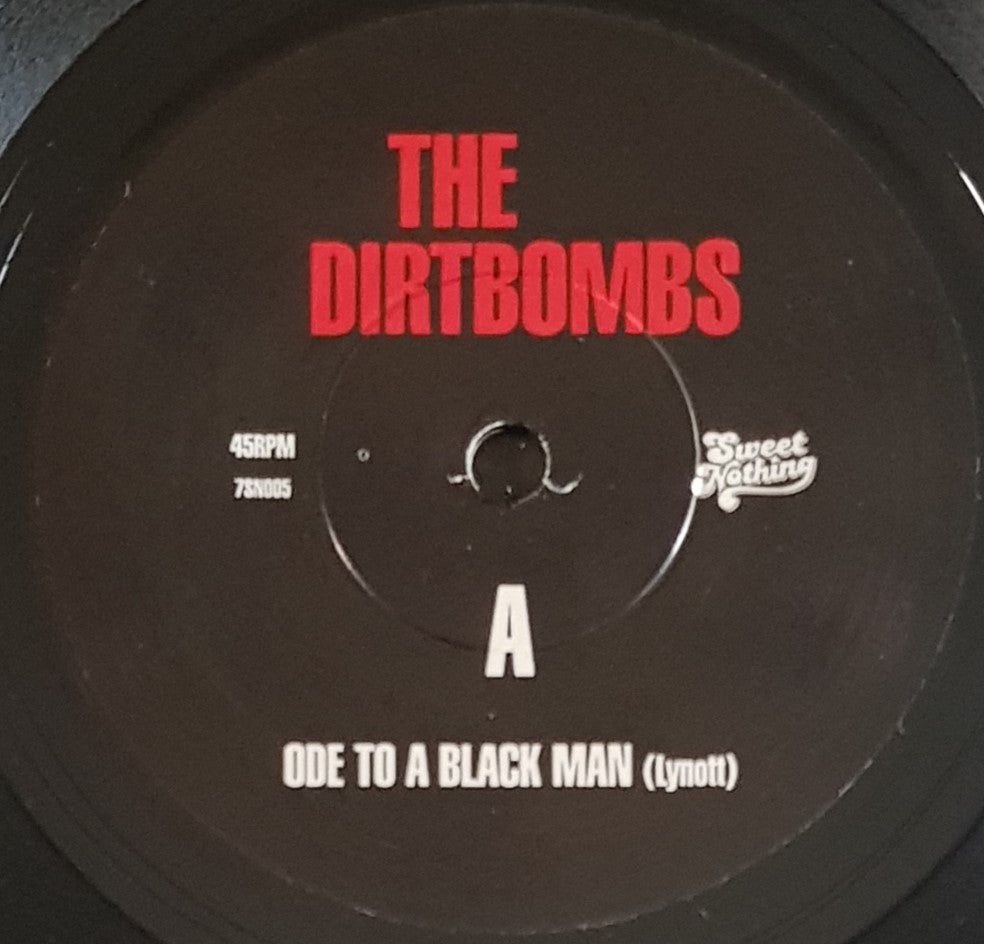 THE
DIRTBOMBS
45RPM
7SN005
Sweet
Nothing
A
ODE TO A BLACK MAN (Lynott)